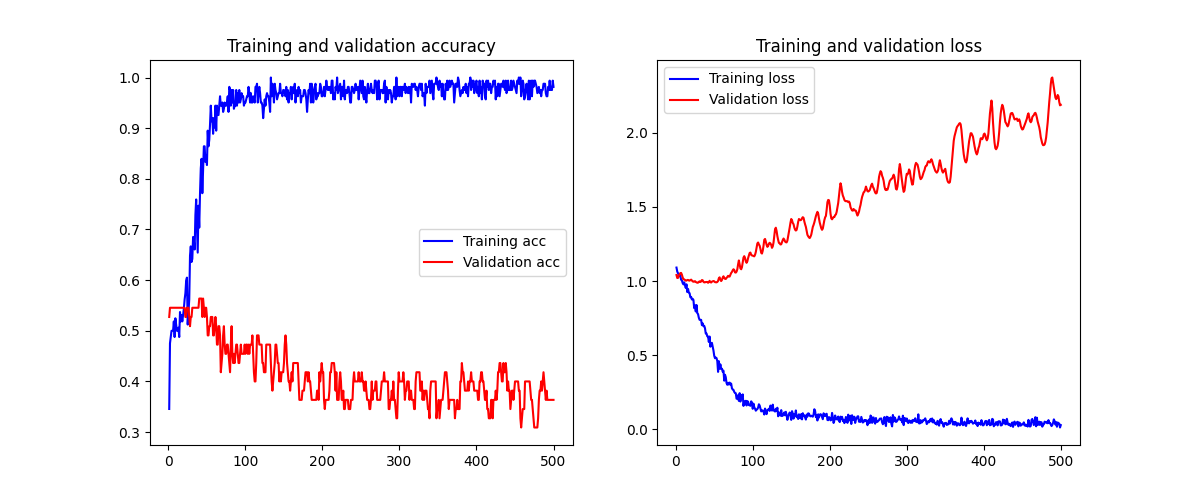 Training and validation accuracy
1.0
0.9
0.8
0.7
0.6
0.5
0.4
0.3
Training acc
Validation acc
0 100 200 300 400 500
Training and validation loss
Training loss
Validation loss
2.0
1.5
1.0
0.5
0.0
0 100 200 300 400 500